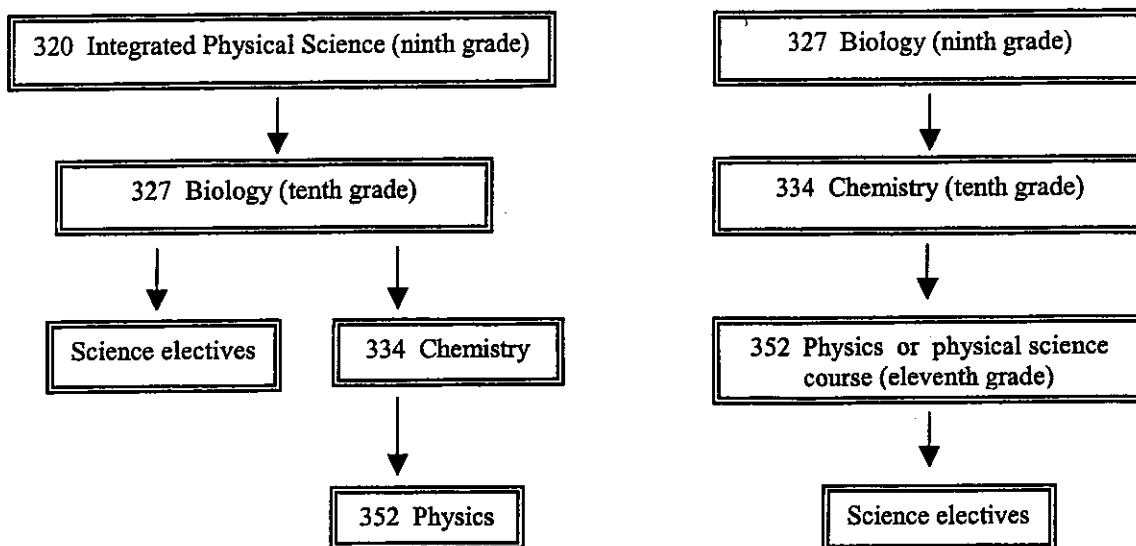 320 Integrated Physical Science (ninth grade)
327 Biology (tenth grade)
Science electives
334 Chemistry
352 Physics
327 Biology (ninth grade)
334 Chemistry (tenth grade)
352 Physics or physical science
course (eleventh grade)
Science electives